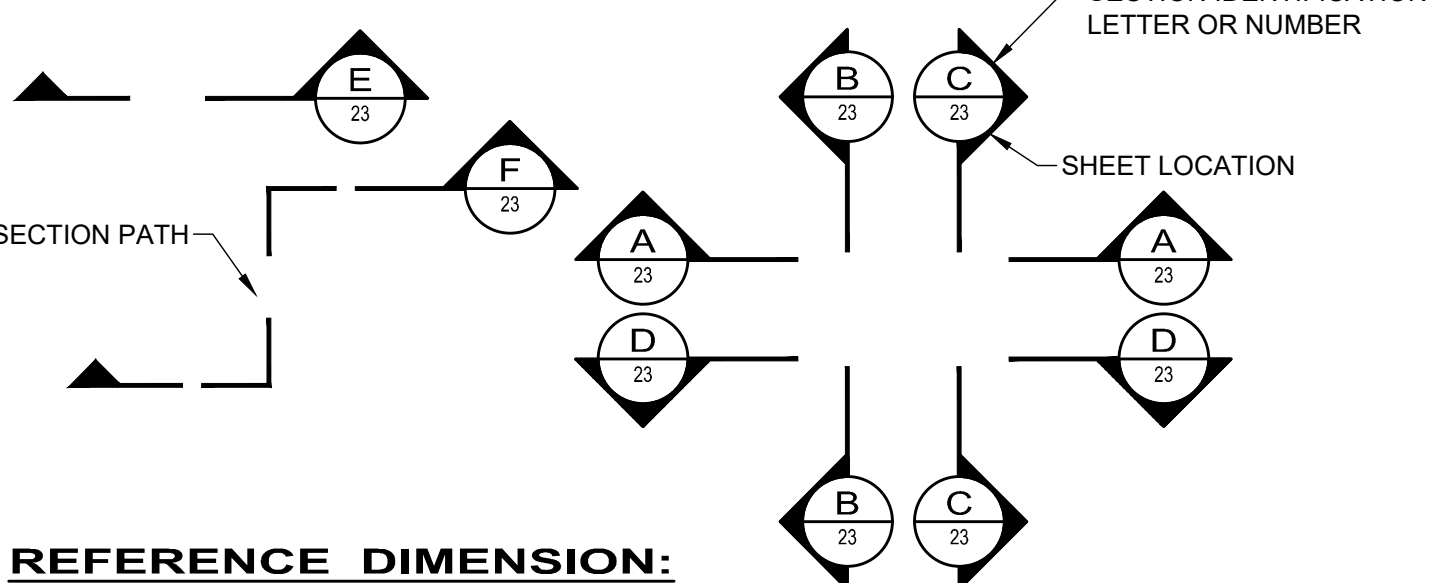 LETTER OR NUMBER
E
23
B
23
C
23
F
23
SHEET LOCATION
SECTION PATH
A
23
A
23
D
23
D
23
B
23
C
23
REFERENCE DIMENSION: